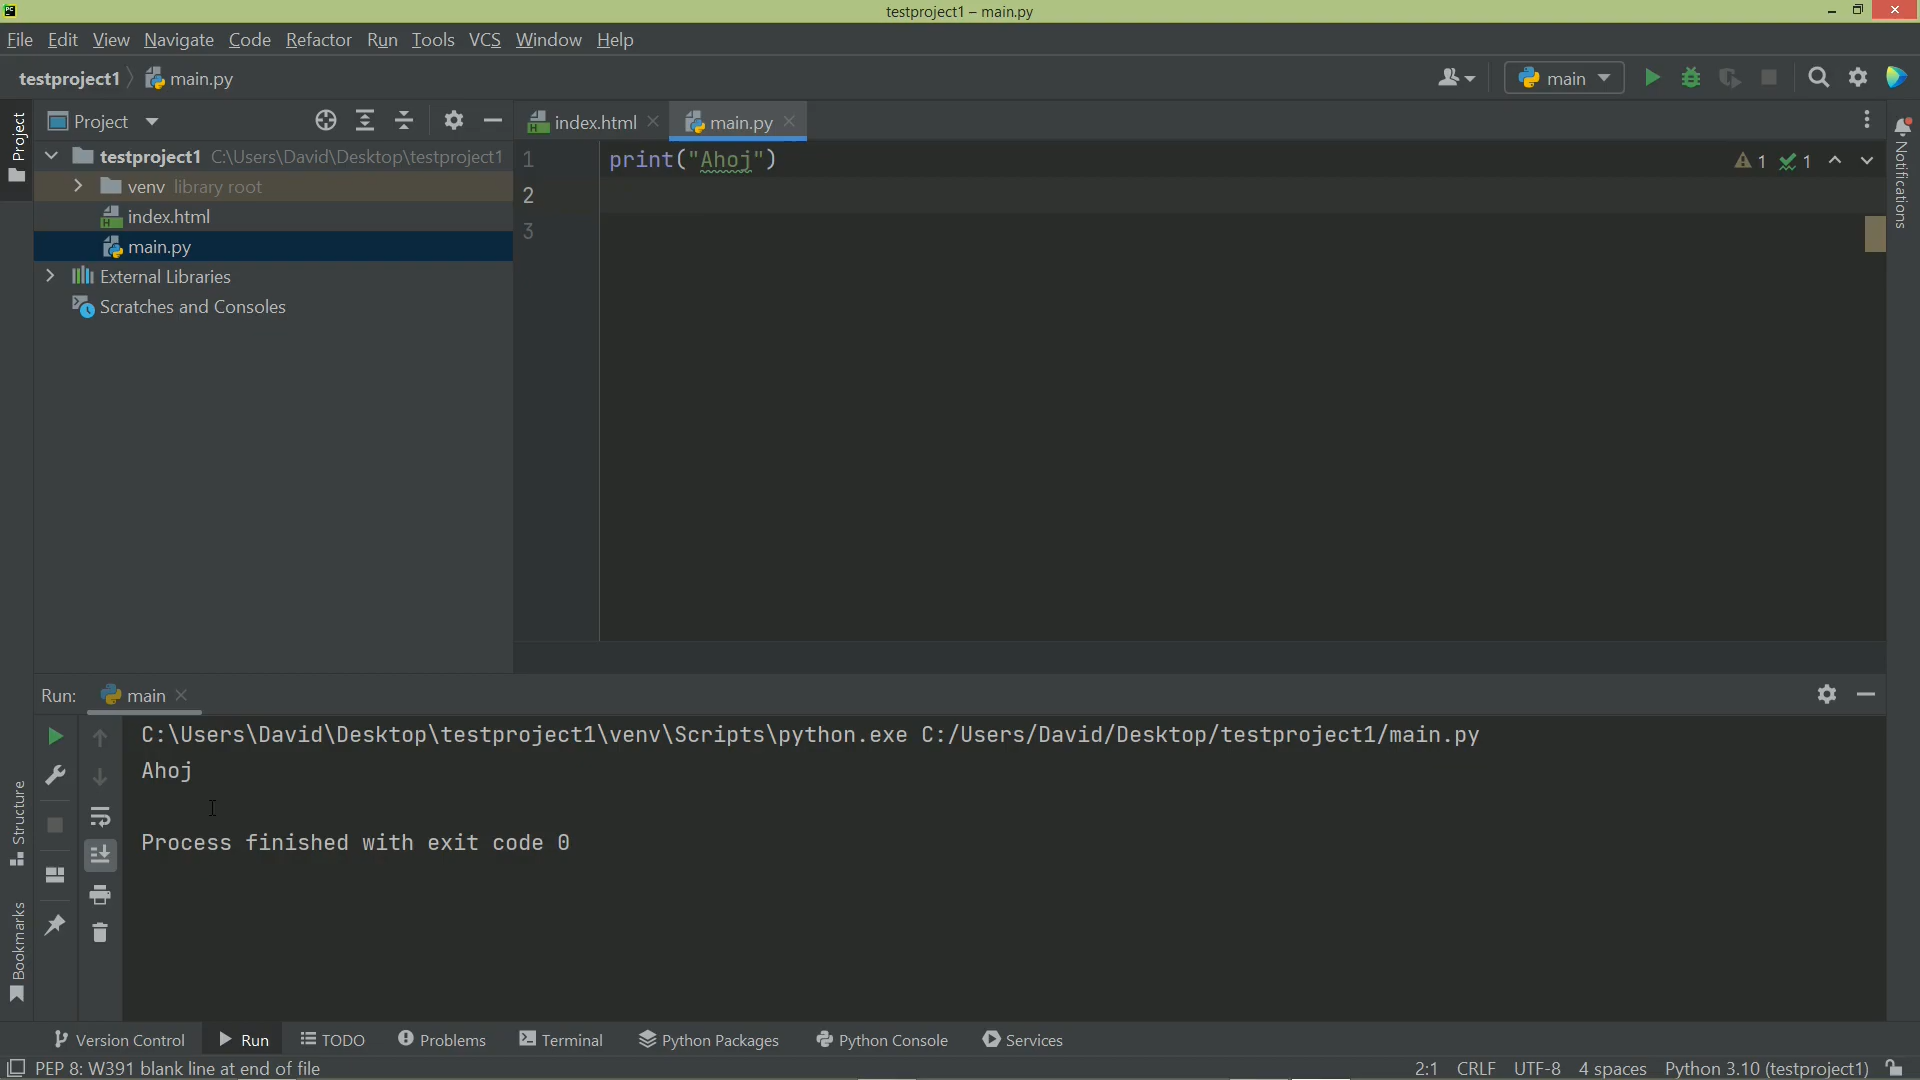 testproject1 – main.py
File Edit View Navigate Code Refactor Run Tools VCS Window Help
testproject1 main.py main
Project
testproject1 C:\Users\David\Desktop\testproject1
venv library root
index.html
main.py
External Libraries
Scratches and Consoles
index.html main.py
1 print("Ahoj") 1 1
2
3
Project
Notifications
Run: main
C:\Users\David\Desktop\testproject1\venv\Scripts\python.exe C:/Users/David/Desktop/testproject1/main.py
Ahoj
Process finished with exit code 0
Structure
Bookmarks
Version Control Run TODO Problems Terminal Python Packages Python Console Services
PEP 8: W391 blank line at end of file 2:1 CRLF UTF-8 4 spaces Python 3.10 (testproject1)